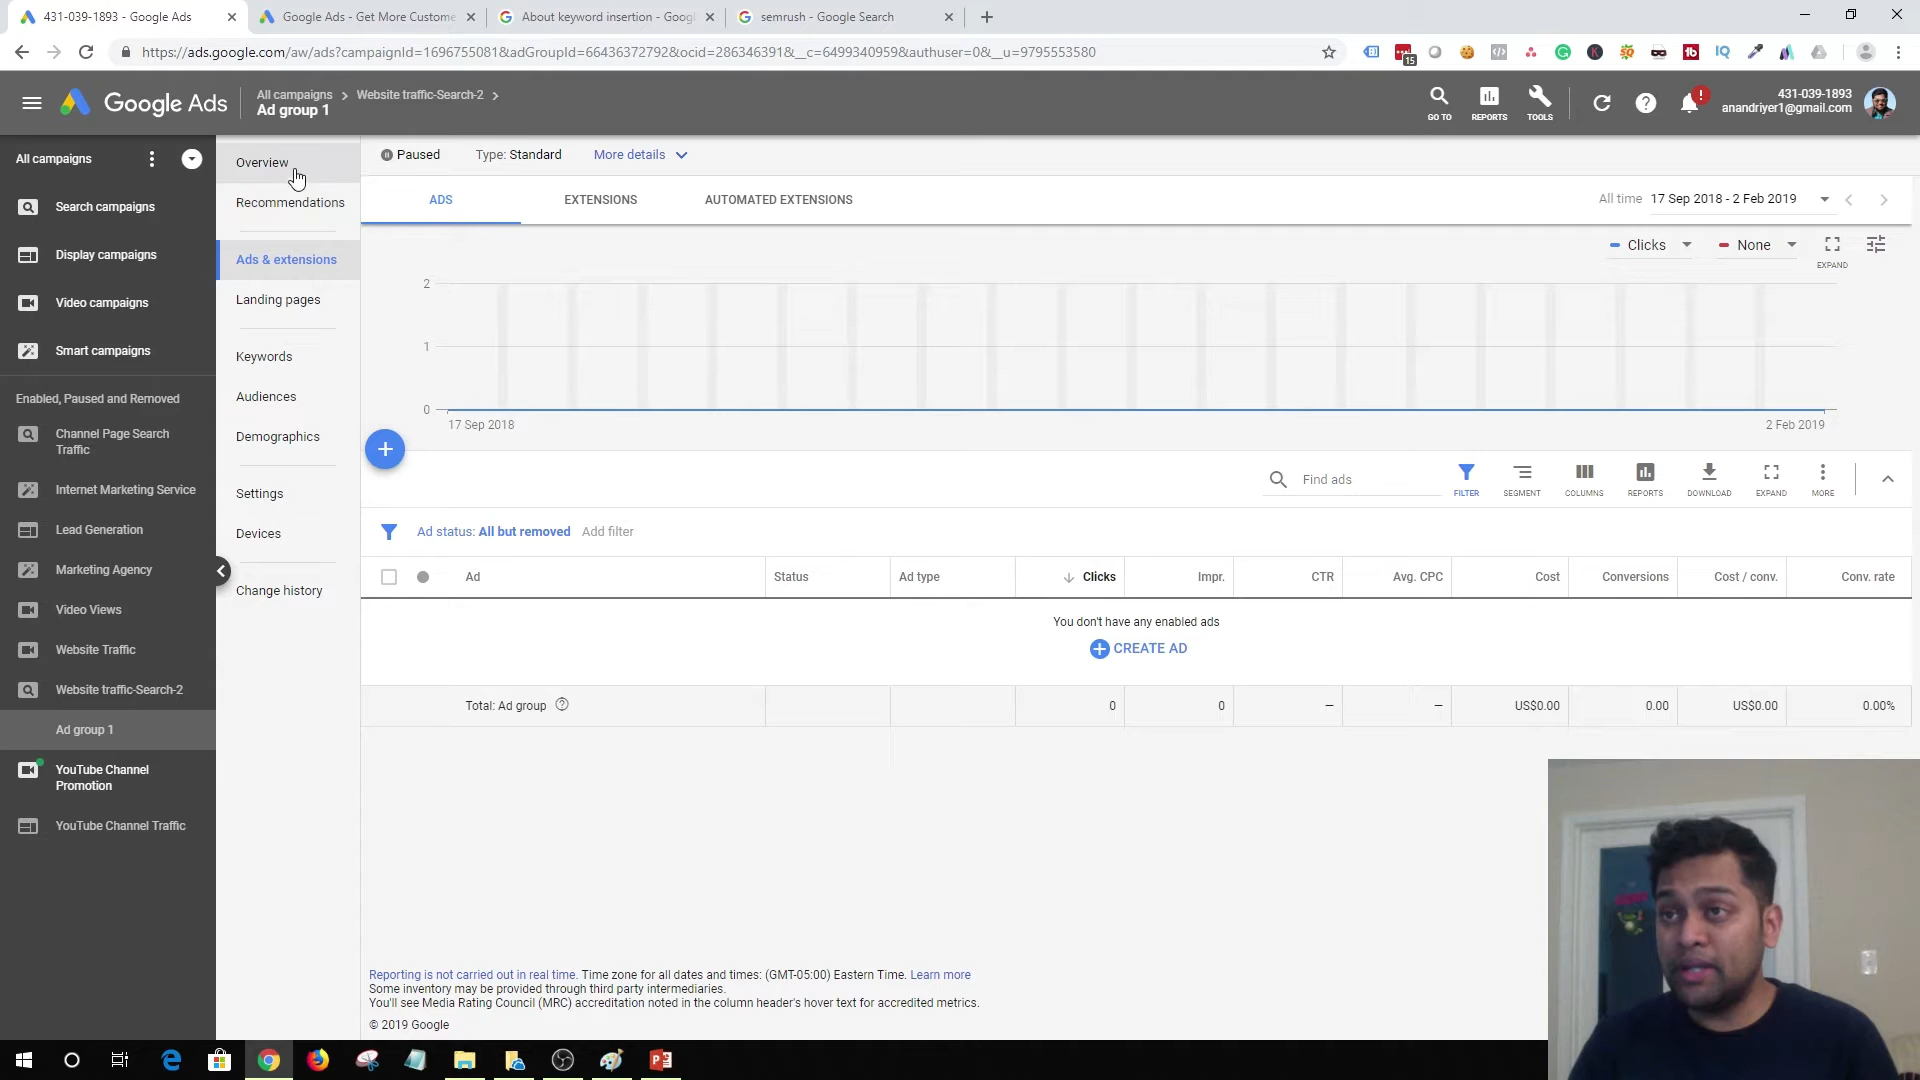 431-039-1893 - Google Ads
Google Ads - Get More Custome
About keyword insertion - Goog
semrush - Google Search
https://ads.google.com/aw/ads?campaignId=1696755081&adGroupId=66436372792&ocid=286346391&__c=6499340959&authuser=0&__u=9795553580
15
Google Ads
All campaigns > Website traffic-Search-2 >
Ad group 1
GO TO
REPORTS
TOOLS
431-039-1893
anandriyer1@gmail.com
All campaigns
Search campaigns
Display campaigns
Video campaigns
Smart campaigns
Enabled, Paused and Removed
Channel Page Search
Traffic
Internet Marketing Service
Lead Generation
Marketing Agency
Video Views
Website Traffic
Website traffic-Search-2
Ad group 1
YouTube Channel
Promotion
YouTube Channel Traffic
Overview
Recommendations
Ads & extensions
Landing pages
Keywords
Audiences
Demographics
Settings
Devices
Change history
Paused
Type: Standard
More details
ADS
EXTENSIONS
AUTOMATED EXTENSIONS
All time 17 Sep 2018 - 2 Feb 2019
Clicks
None
EXPAND
2
1
0
17 Sep 2018
2 Feb 2019
Find ads
FILTER
SEGMENT
COLUMNS
REPORTS
DOWNLOAD
EXPAND
MORE
Ad status: All but removed Add filter
Ad Status Ad type Clicks Impr. CTR Avg. CPC Cost Conversions Cost / conv. Conv. rate
You don't have any enabled ads
CREATE AD
Total: Ad group 0 0 – – US$0.00 0.00 US$0.00 0.00%
Reporting is not carried out in real time. Time zone for all dates and times: (GMT-05:00) Eastern Time. Learn more
Some inventory may be provided through third party intermediaries.
You'll see Media Rating Council (MRC) accreditation noted in the column header's hover text for accredited metrics.
© 2019 Google